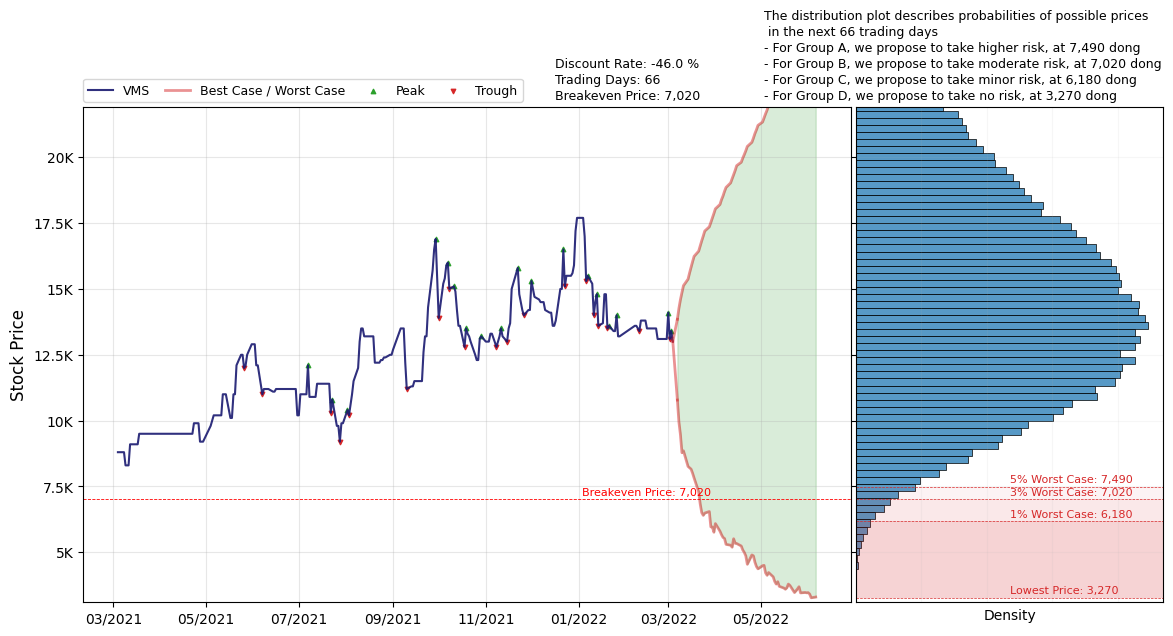 The distribution plot describes probabilities of possible prices
in the next 66 trading days
- For Group A, we propose to take higher risk, at 7,490 dong
- For Group B, we propose to take moderate risk, at 7,020 dong
- For Group C, we propose to take minor risk, at 6,180 dong
- For Group D, we propose to take no risk, at 3,270 dong
Discount Rate: -46.0 %
Trading Days: 66
Breakeven Price: 7,020
VMS
Best Case / Worst Case
Peak
Trough
Stock Price
20K
17.5K
15K
12.5K
10K
7.5K
5K
Breakeven Price: 7,020
5% Worst Case: 7,490
3% Worst Case: 7,020
1% Worst Case: 6,180
Lowest Price: 3,270
03/2021
05/2021
07/2021
09/2021
11/2021
01/2022
03/2022
05/2022
Density